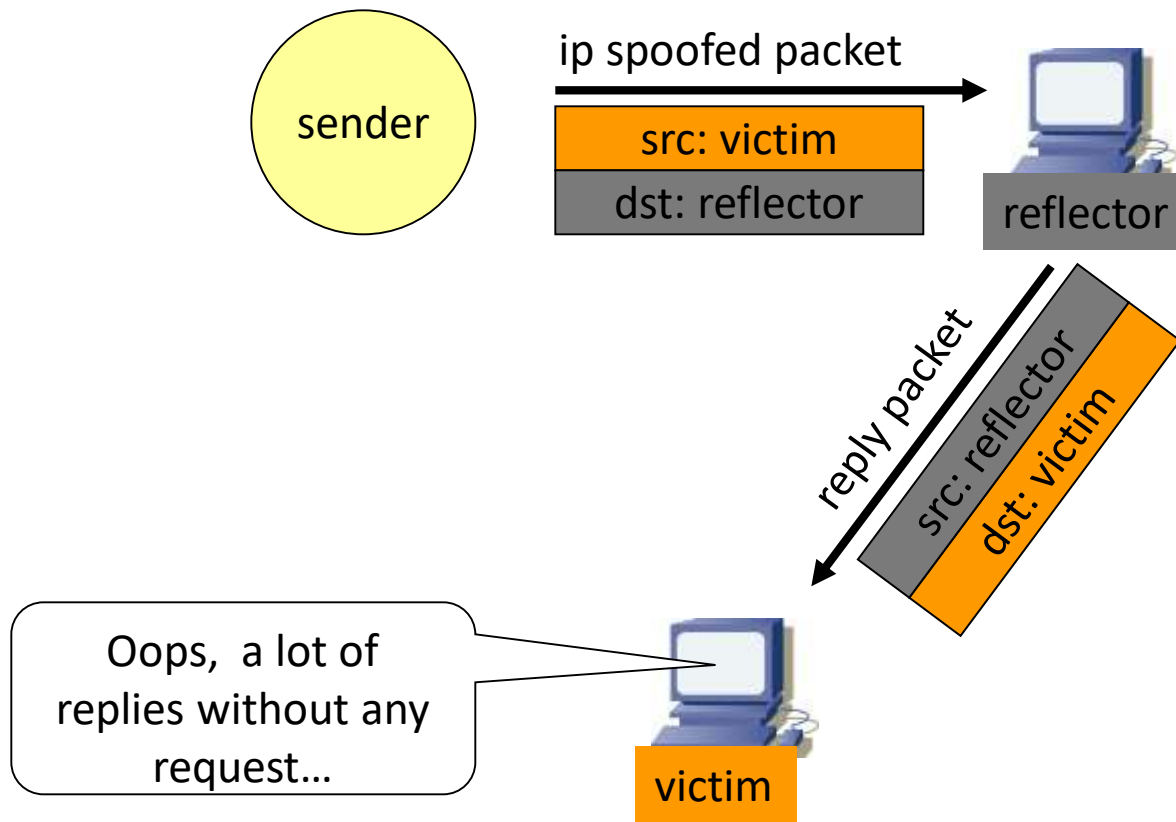 ip spoofed packet
sender
src: victim
dst: reflector
reflector
reply packet
src: reflector
dst: victim
Oops,  a lot of
replies without any
request…
victim